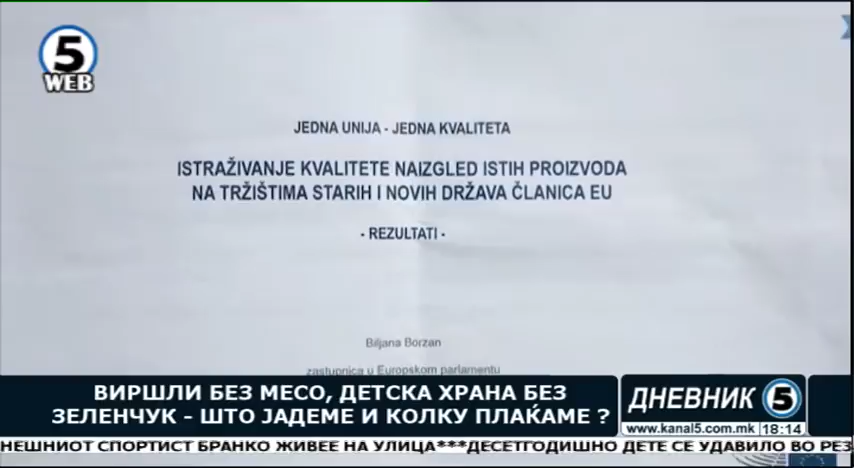 5
WEB
JEDNA UNIJA - JEDNA KVALITETA
ISTRAŽIVANJE KVALITETE NAIZGLED ISTIH PROIZVODA
NA TRŽIŠTIMA STARIH I NOVIH DRŽAVA ČLANICA EU
- REZULTATI -
Biljana Borzan
zastupnica u Europskom parlamentu
ВИРШЛИ БЕЗ МЕСО, ДЕТСКА ХРАНА БЕЗ
ЗЕЛЕНЧУК - ШТО ЈАДЕМЕ И КОЛКУ ПЛАЌАМЕ ?
ДНЕВНИК 5
www.kanal5.com.mk 18:14
НЕШНИОТ СПОРТИСТ БРАНКО ЖИВЕЕ НА УЛИЦА***ДЕСЕТГОДИШНО ДЕТЕ СЕ УДАВИЛО ВО РЕЗ